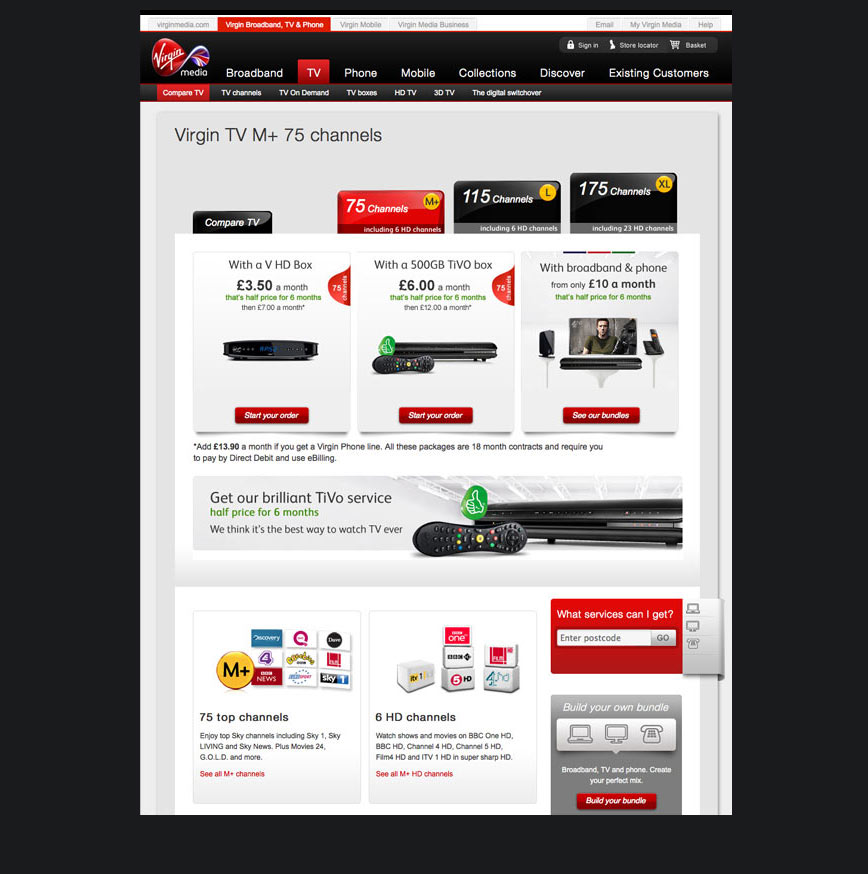 virginmedia.com Virgin Broadband, TV & Phone Virgin Mobile Virgin Media Business Email My Virgin Media Help
Sign in Store locator Basket
Virgin media
Broadband TV Phone Mobile Collections Discover Existing Customers
Compare TV TV channels TV On Demand TV boxes HD TV 3D TV The digital switchover
Virgin TV M+ 75 channels
Compare TV
75 Channels M+
including 6 HD channels
115 Channels L
including 6 HD channels
175 Channels XL
including 23 HD channels
With a V HD Box
£3.50 a month
that's half price for 6 months
then £7.00 a month*
75 channels
Start your order
With a 500GB TiVO box
£6.00 a month
that's half price for 6 months
then £12.00 a month*
75 channels
Start your order
With broadband & phone
from only £10 a month
that's half price for 6 months
See our bundles
*Add £13.90 a month if you get a Virgin Phone line. All these packages are 18 month contracts and require you
to pay by Direct Debit and use eBilling.
Get our brilliant TiVo service
half price for 6 months
We think it's the best way to watch TV ever
M+
Discovery
Dave
4
FILM
BBC NEWS
sky 1
75 top channels
Enjoy top Sky channels including Sky 1, Sky
LIVING and Sky News. Plus Movies 24,
G.O.L.D. and more.
See all M+ channels
BBC one
BBC
FILM
itv 1
5 HD
4 HD
6 HD channels
Watch shows and movies on BBC One HD,
BBC HD, Channel 4 HD, Channel 5 HD,
Film4 HD and ITV 1 HD in super sharp HD.
See all M+ HD channels
What services can I get?
Enter postcode GO
Build your own bundle
Broadband, TV and phone. Create
your perfect mix.
Build your bundle